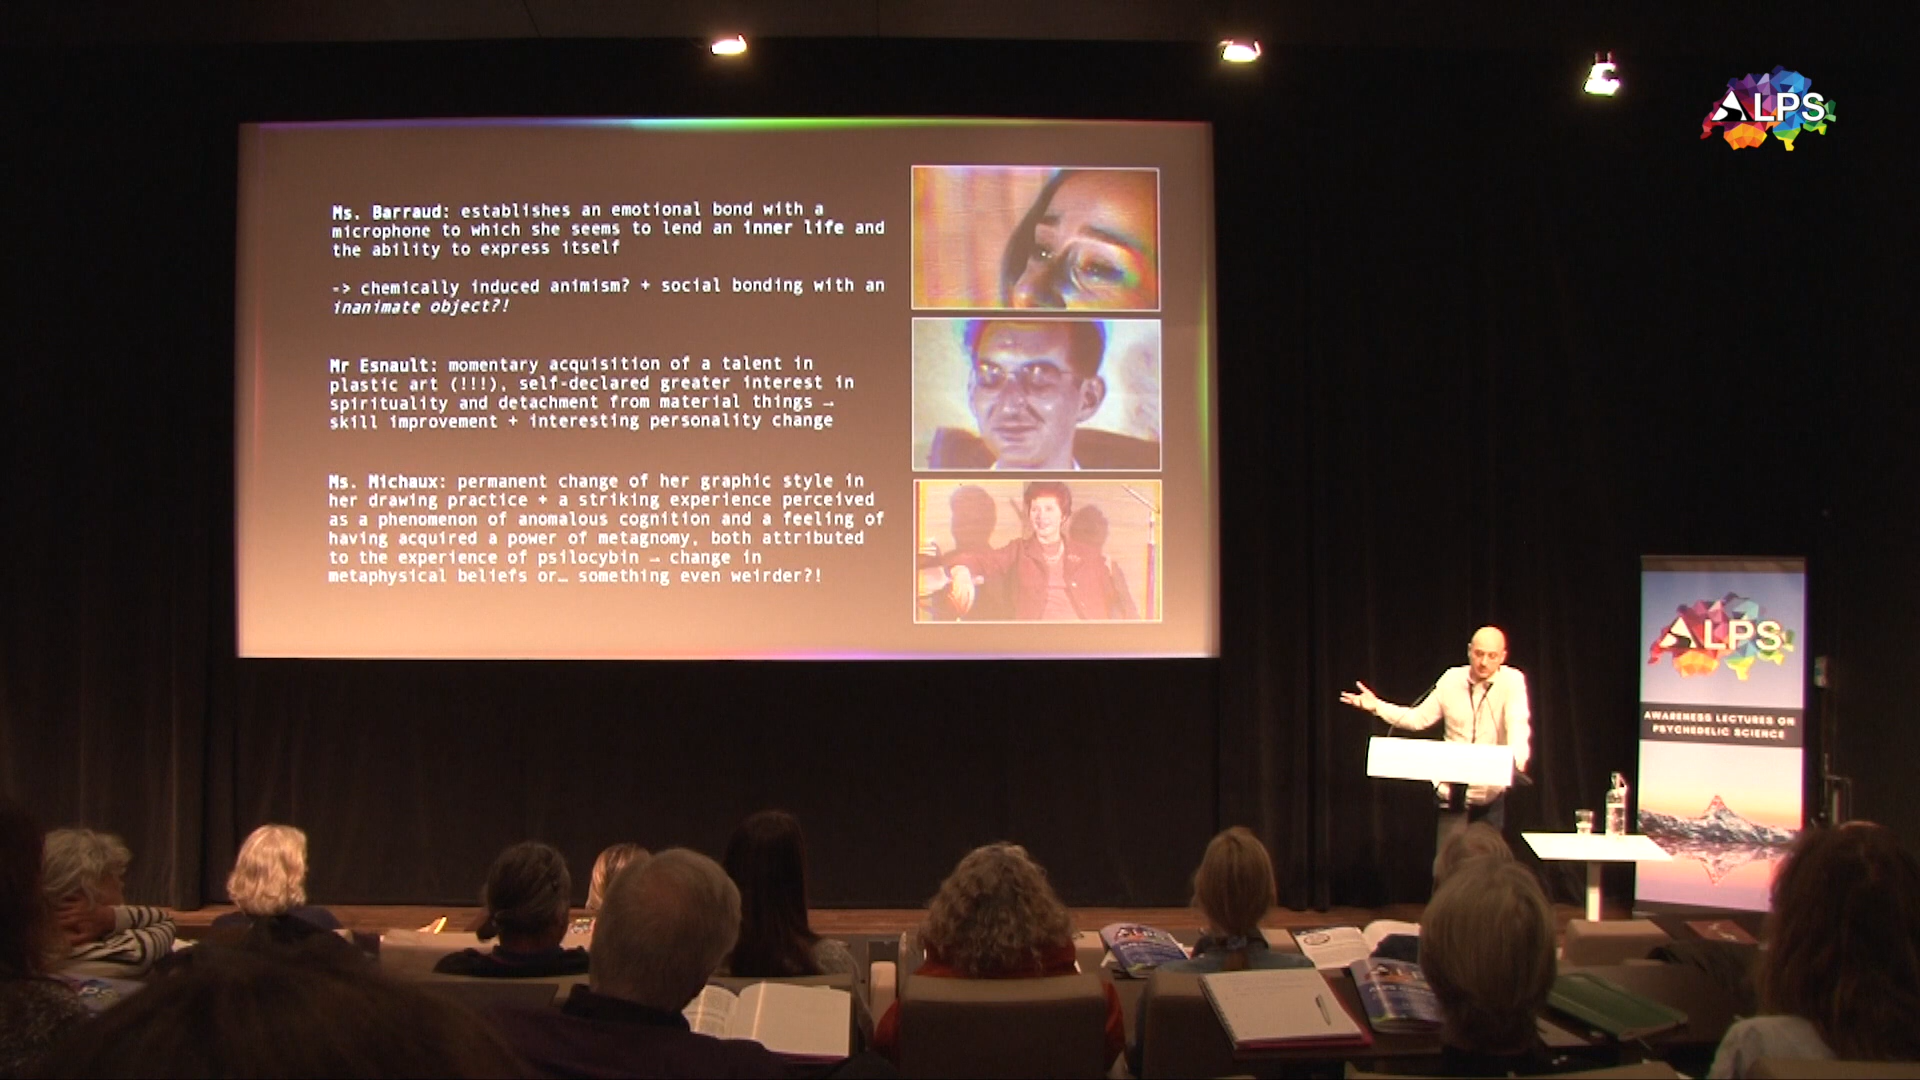 ALPS
Ms. Barraud: establishes an emotional bond with a
microphone to which she seems to lend an inner life and
the ability to express itself
-> chemically induced animism? + social bonding with an
inanimate object?!
Mr Esnault: momentary acquisition of a talent in
plastic art (!!!), self-declared greater interest in
spirituality and detachment from material things →
skill improvement + interesting personality change
Ms. Michaux: permanent change of her graphic style in
her drawing practice + a striking experience perceived
as a phenomenon of anomalous cognition and a feeling of
having acquired a power of metagnomy, both attributed
to the experience of psilocybin → change in
metaphysical beliefs or… something even weirder?!
ALPS
AWARENESS LECTURES ON
PSYCHEDELIC SCIENCE
ALPS